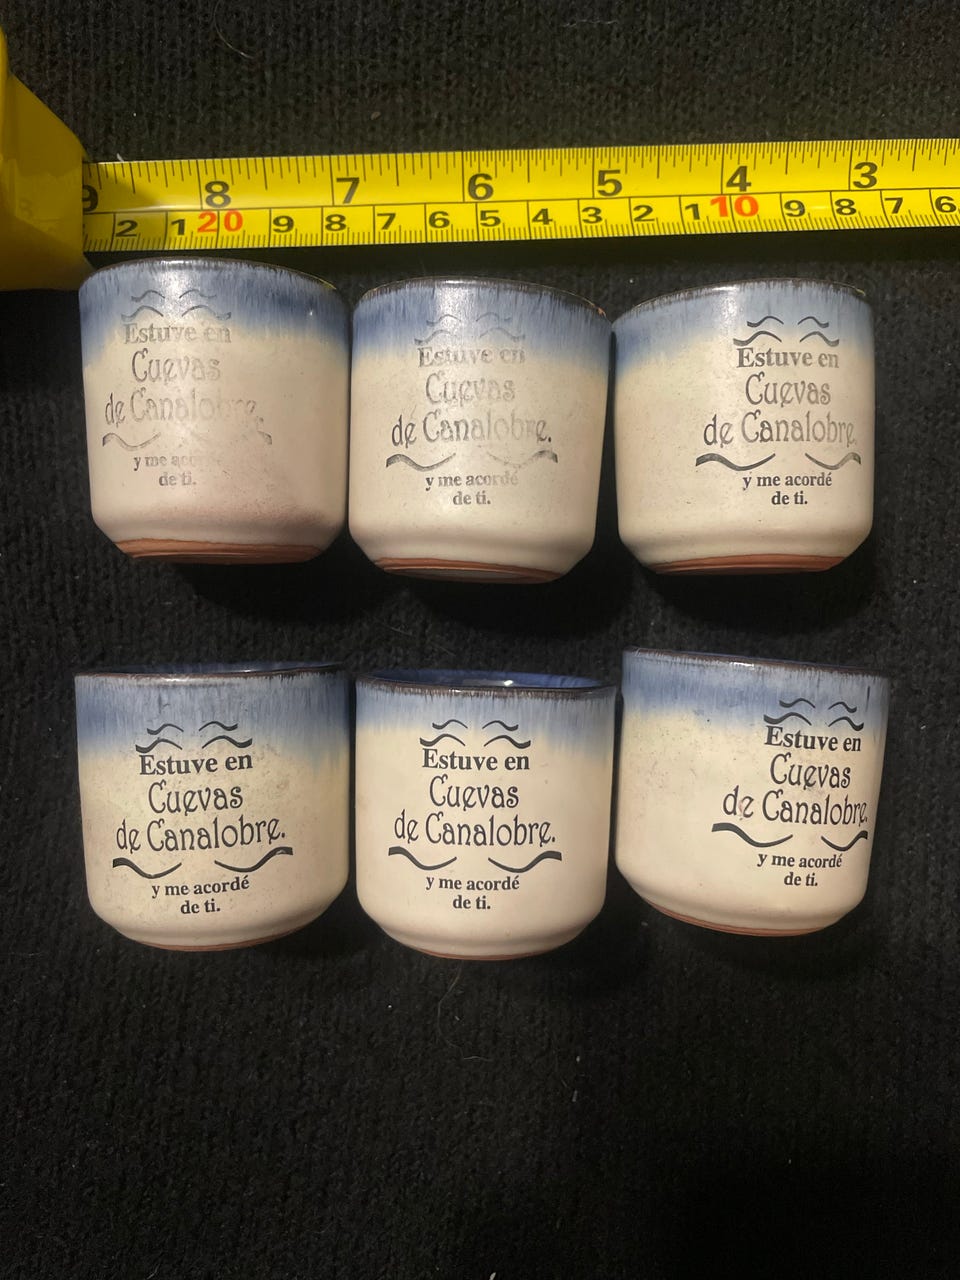 9 8 7 6 5 4 3
2 1 20 9 8 7 6 5 4 3 2 1 10 9 8 7 6
Estuve en
Cuevas
de Canalobre.
y me acordé
de ti.
Estuve en
Cuevas
de Canalobre.
y me acordé
de ti.
Estuve en
Cuevas
de Canalobre.
y me acordé
de ti.
Estuve en
Cuevas
de Canalobre.
y me acordé
de ti.
Estuve en
Cuevas
de Canalobre.
y me acordé
de ti.
Estuve en
Cuevas
de Canalobre.
y me acordé
de ti.